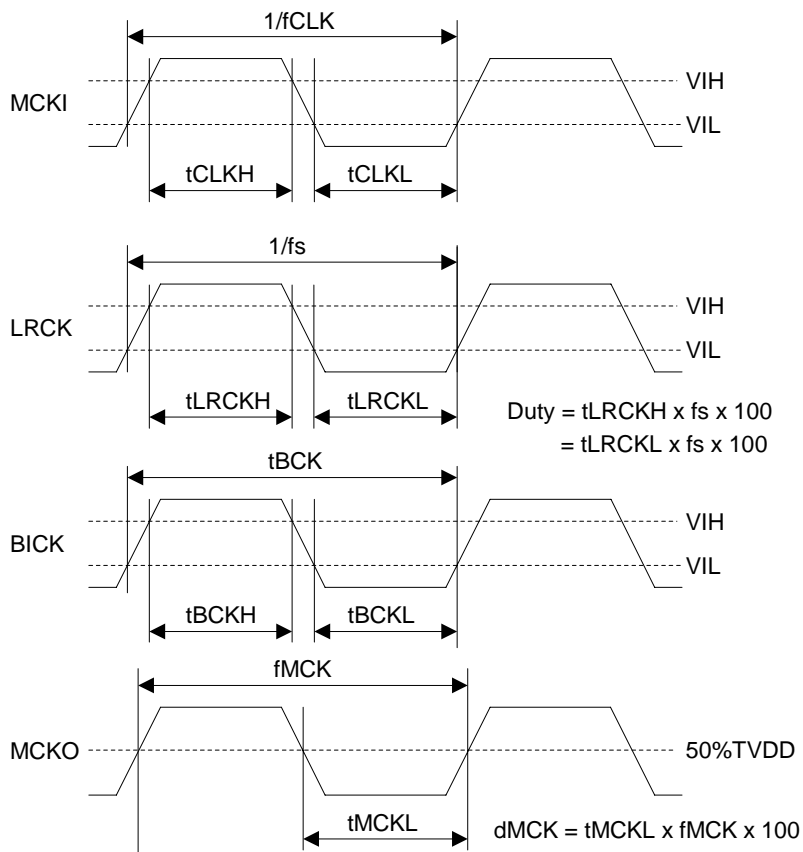 1/fCLK
MCKI
VIH
VIL
tCLKH
tCLKL
1/fs
LRCK
VIH
VIL
tLRCKH
tLRCKL
Duty = tLRCKH x fs x 100
= tLRCKL x fs x 100
tBCK
BICK
VIH
VIL
tBCKH
tBCKL
fMCK
MCKO
50%TVDD
tMCKL
dMCK = tMCKL x fMCK x 100